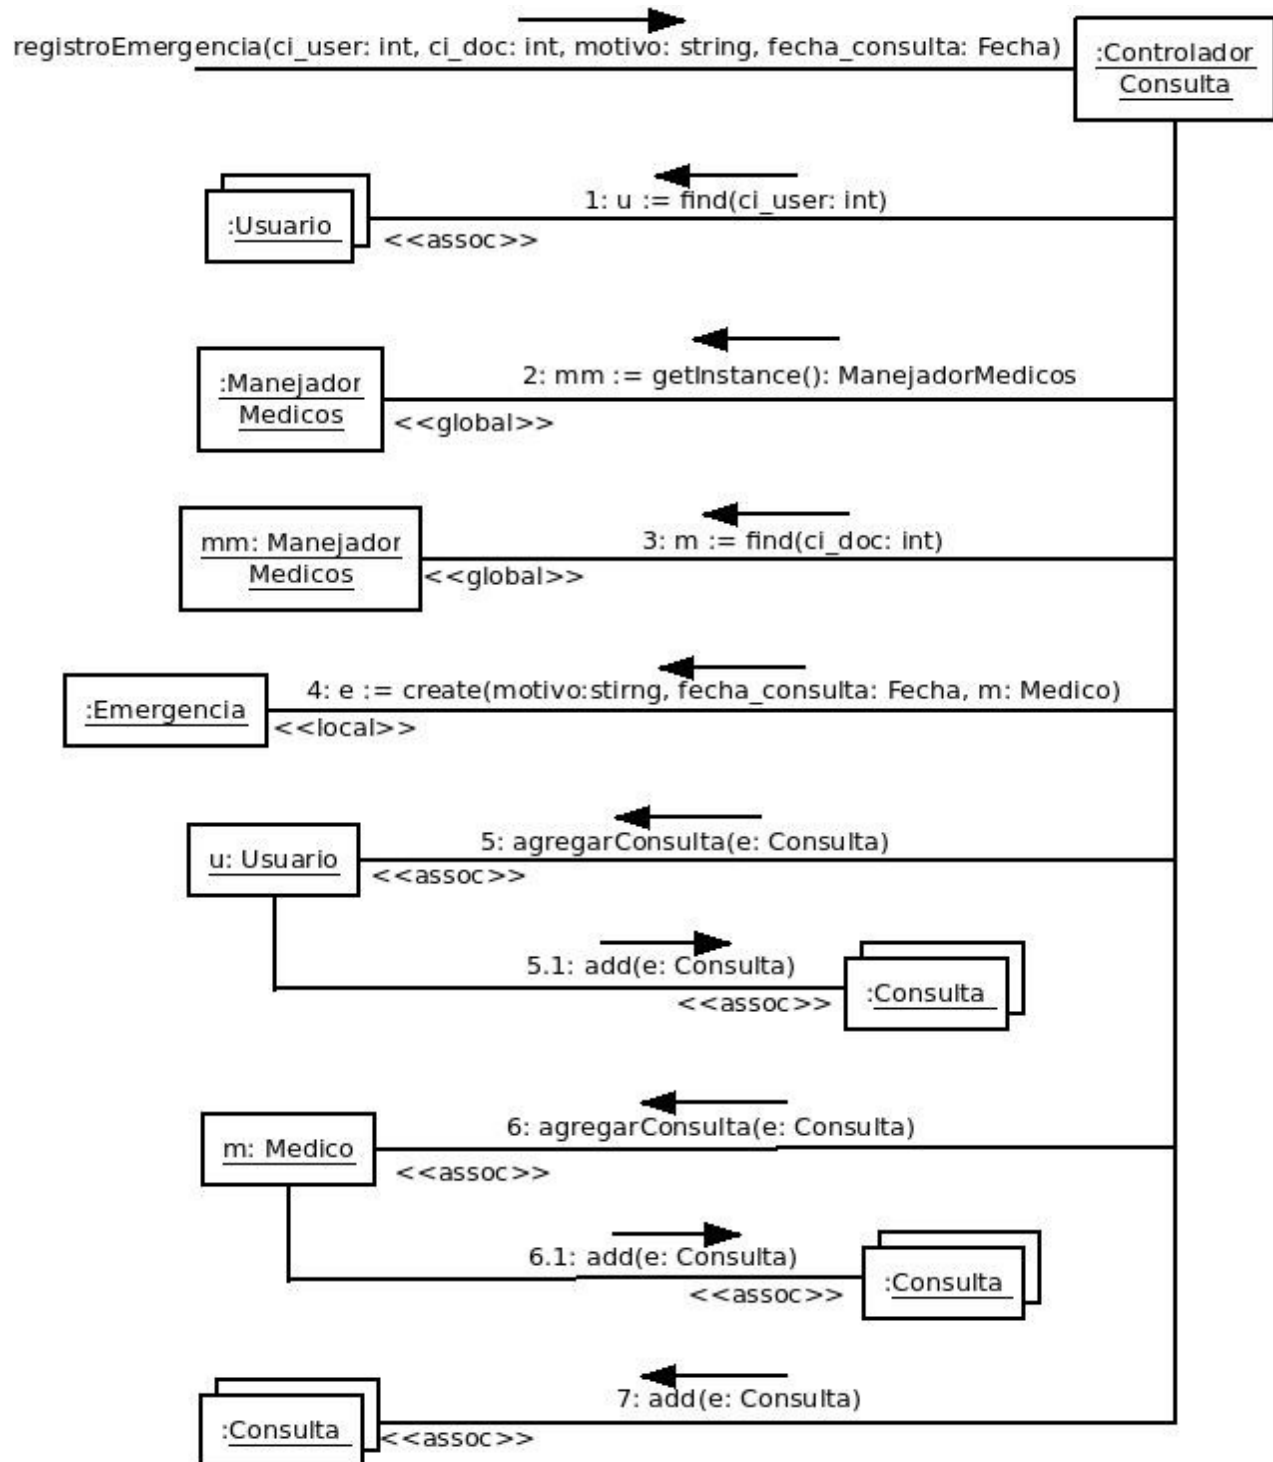 registroEmergencia(ci_user: int, ci_doc: int, motivo: string, fecha_consulta: Fecha)
:Controlador
Consulta
1: u := find(ci_user: int)
:Usuario
<<assoc>>
2: mm := getInstance(): ManejadorMedicos
:Manejador
Medicos
<<global>>
3: m := find(ci_doc: int)
mm: Manejador
Medicos
<<global>>
4: e := create(motivo:stirng, fecha_consulta: Fecha, m: Medico)
:Emergencia
<<local>>
5: agregarConsulta(e: Consulta)
u: Usuario
<<assoc>>
5.1: add(e: Consulta)
:Consulta
<<assoc>>
6: agregarConsulta(e: Consulta)
m: Medico
<<assoc>>
6.1: add(e: Consulta)
:Consulta
<<assoc>>
7: add(e: Consulta)
:Consulta
<<assoc>>